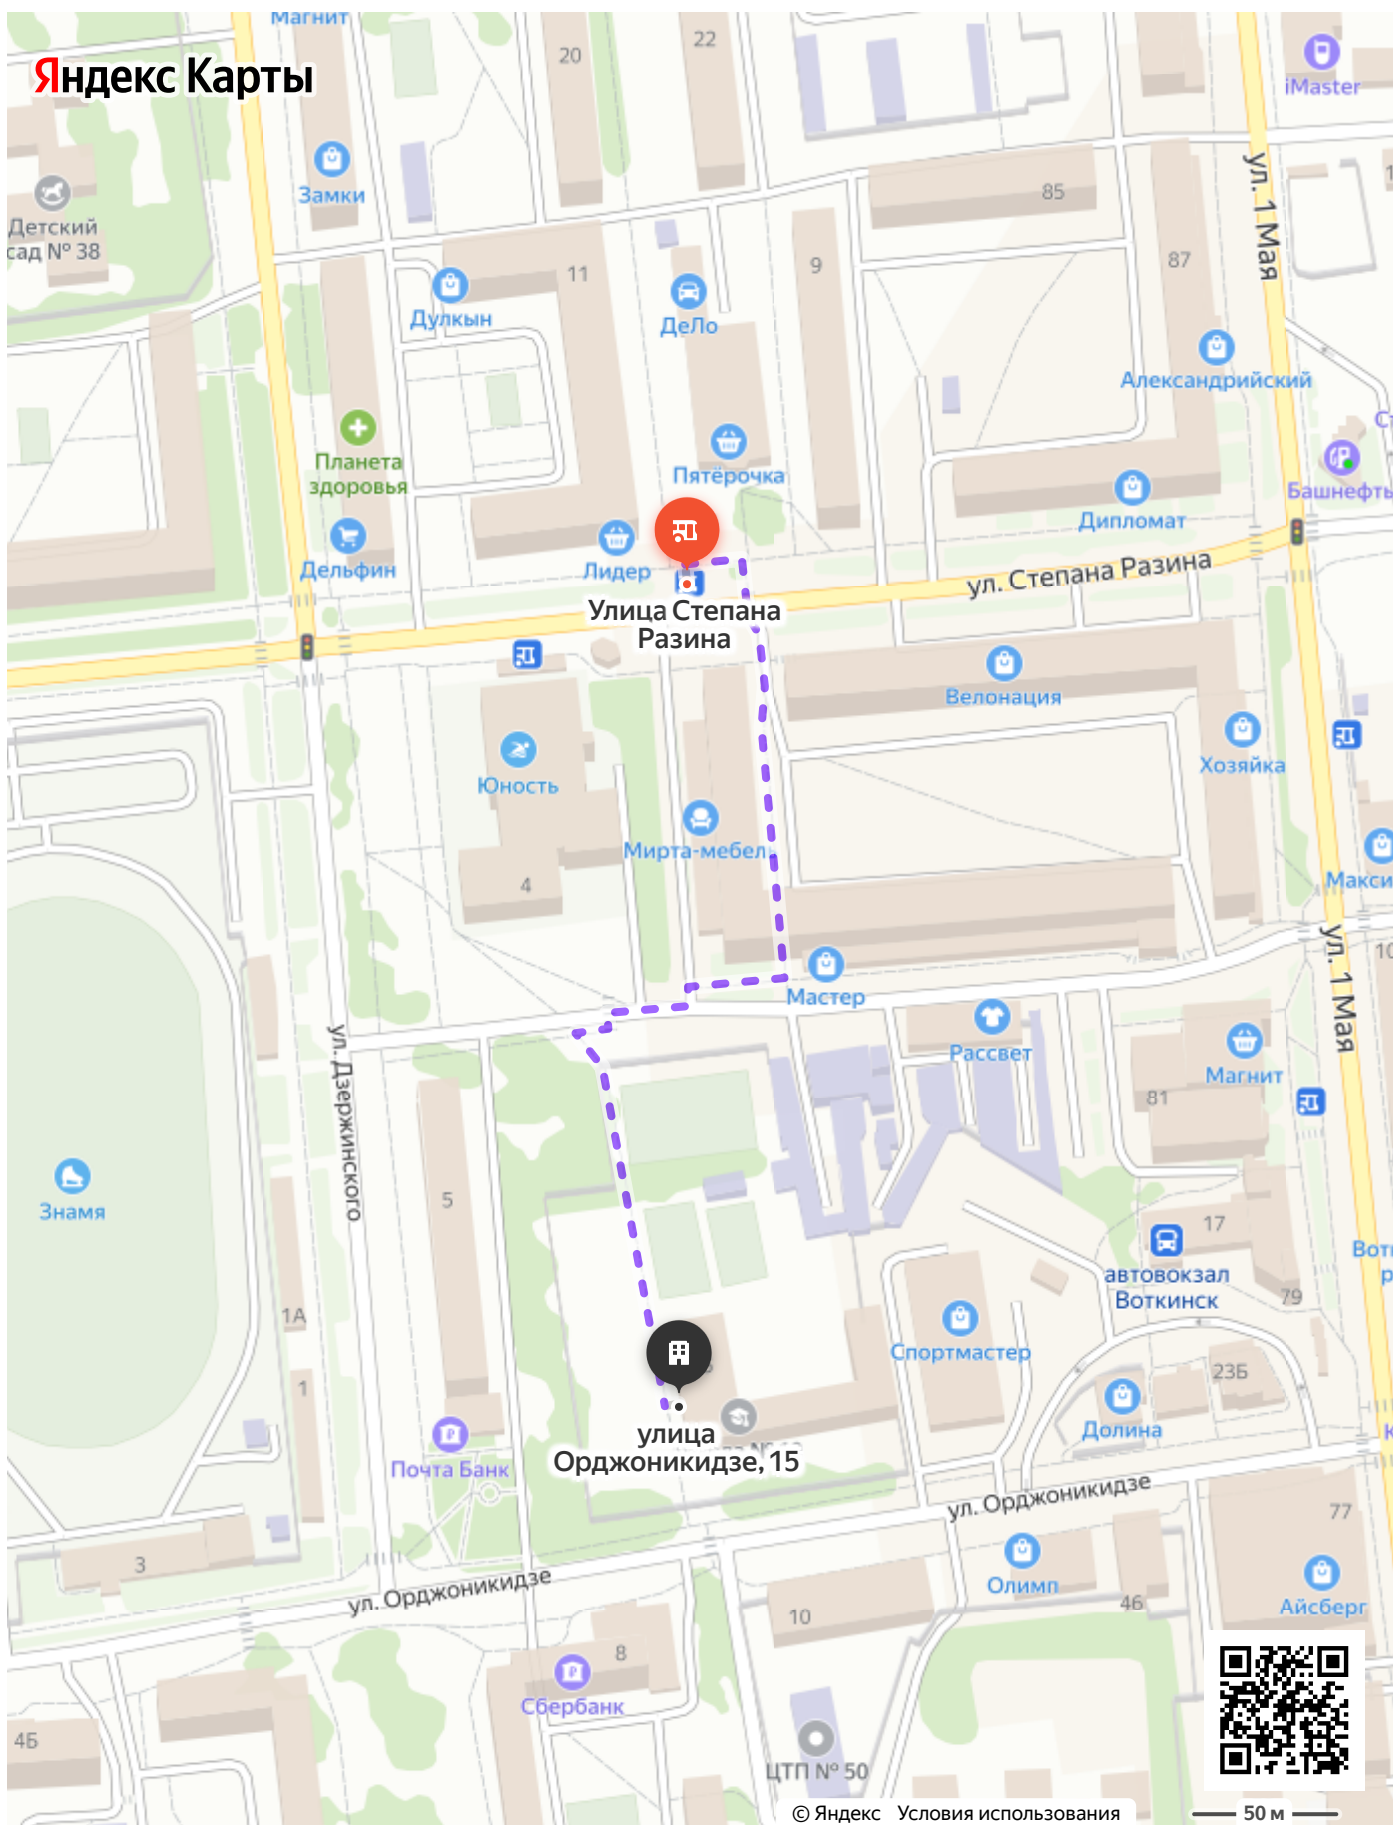 Магнит
Яндекс Карты
20
22
iMaster
Замки
Детский
сад № 38
85
ул. 1 Мая
11
9
87
Дулкын
ДеЛо
Александрийский
Планета
здоровья
Пятёрочка
Башнефть
Дипломат
Дельфин
Лидер
ул. Степана Разина
Улица Степана
Разина
Велонация
Юность
Хозяйка
Мирта-мебель
4
Макси
ул. 1 Мая
10
Мастер
Рассвет
ул. Дзержинского
Магнит
81
Знамя
5
17
автовокзал
Воткинск
Вот
р
79
1А
Спортмастер
23Б
1
Долина
улица
Орджоникидзе, 15
Почта Банк
К
ул. Орджоникидзе
77
3
Олимп
ул. Орджоникидзе
Айсберг
46
10
8
Сбербанк
4Б
ЦТП № 50
© Яндекс Условия использования
50 м